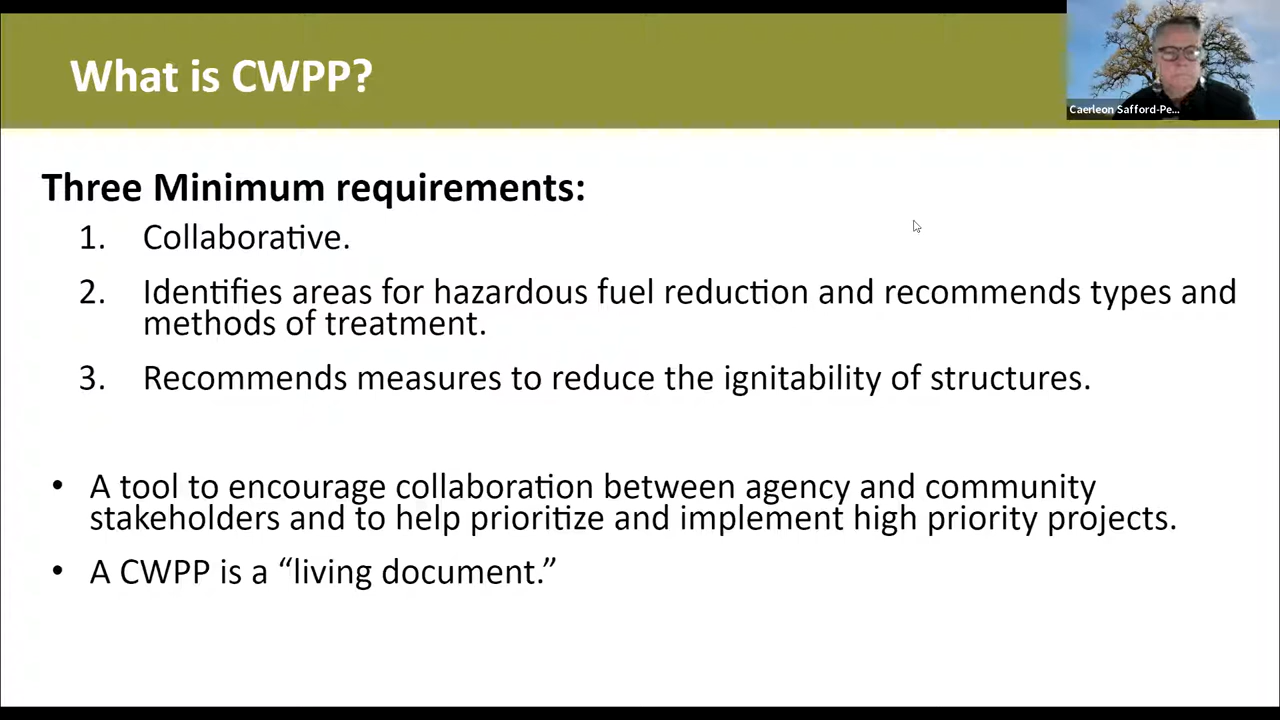 What is CWPP?
Caerleon Safford-Pe...
Three Minimum requirements:
1. Collaborative.
2. Identifies areas for hazardous fuel reduction and recommends types and
methods of treatment.
3. Recommends measures to reduce the ignitability of structures.
• A tool to encourage collaboration between agency and community
stakeholders and to help prioritize and implement high priority projects.
• A CWPP is a “living document.”